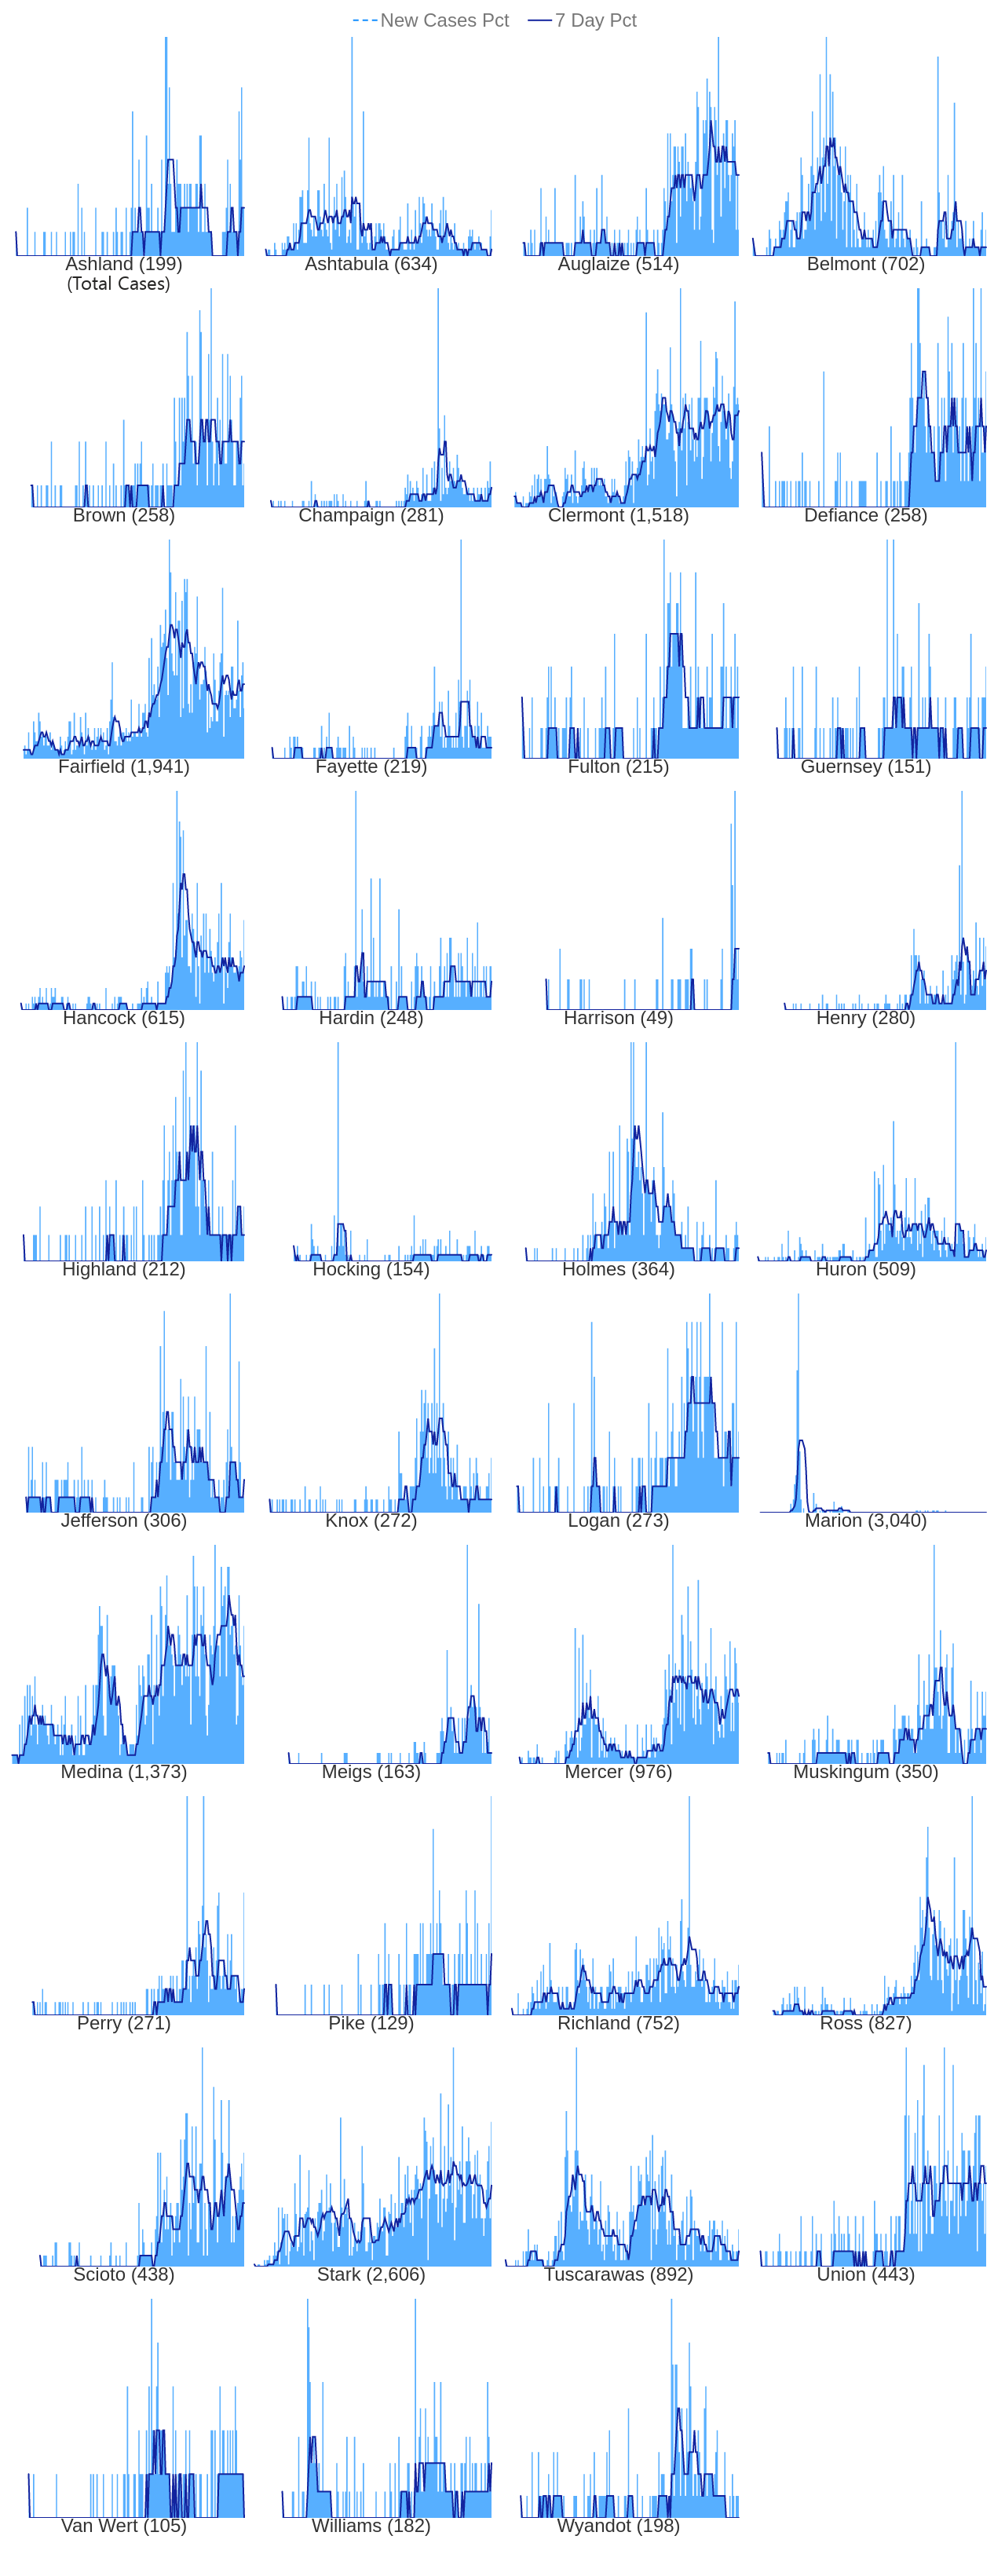 New Cases Pct 7 Day Pct
Ashland (199) Ashtabula (634) Auglaize (514) Belmont (702)
(Total Cases)
Brown (258) Champaign (281) Clermont (1,518) Defiance (258)
Fairfield (1,941) Fayette (219) Fulton (215) Guernsey (151)
Hancock (615) Hardin (248) Harrison (49) Henry (280)
Highland (212) Hocking (154) Holmes (364) Huron (509)
Jefferson (306) Knox (272) Logan (273) Marion (3,040)
Medina (1,373) Meigs (163) Mercer (976) Muskingum (350)
Perry (271) Pike (129) Richland (752) Ross (827)
Scioto (438) Stark (2,606) Tuscarawas (892) Union (443)
Van Wert (105) Williams (182) Wyandot (198)